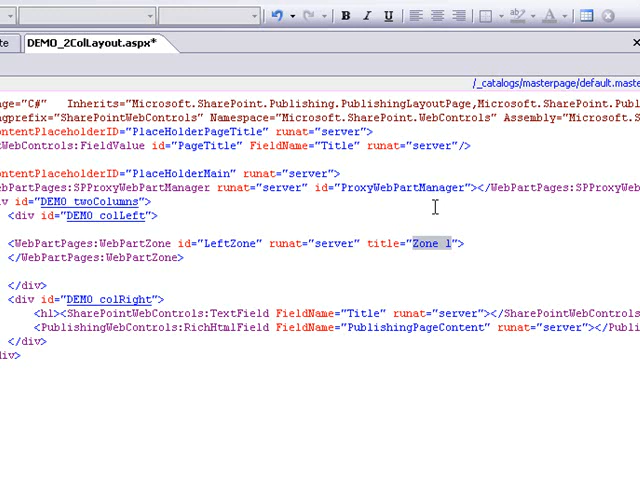 B I U A
te DEMO_2ColLayout.aspx*
/_catalogs/masterpage/default.maste
age="C#" Inherits="Microsoft.SharePoint.Publishing.PublishingLayoutPage,Microsoft.SharePoint.Publ
agprefix="SharePointWebControls" Namespace="Microsoft.SharePoint.WebControls" Assembly="Microsoft.
ontentPlaceholderID="PlaceHolderPageTitle" runat="server">
tWebControls:FieldValue id="PageTitle" FieldName="Title" runat="server"/>
ontentPlaceholderID="PlaceHolderMain" runat="server">
bPartPages:SPProxyWebPartManager runat="server" id="ProxyWebPartManager"></WebPartPages:SPProxyWeb
iv id="DEMO_twoColumns">
<div id="DEMO_colLeft">
<WebPartPages:WebPartZone id="LeftZone" runat="server" title="Zone 1">
</WebPartPages:WebPartZone>
</div>
<div id="DEMO_colRight">
<h1><SharePointWebControls:TextField FieldName="Title" runat="server"></SharePointWebControls
<PublishingWebControls:RichHtmlField FieldName="PublishingPageContent" runat="server"></Publi
</div>
div>